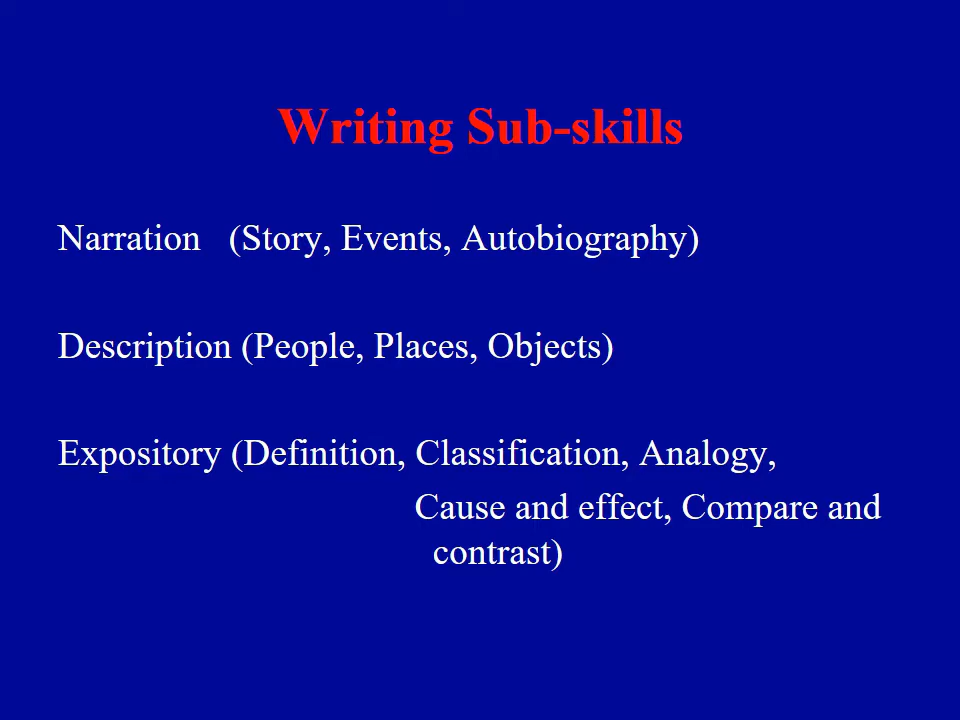 Writing Sub-skills
Narration (Story, Events, Autobiography)
Description (People, Places, Objects)
Expository (Definition, Classification, Analogy,
Cause and effect, Compare and
contrast)